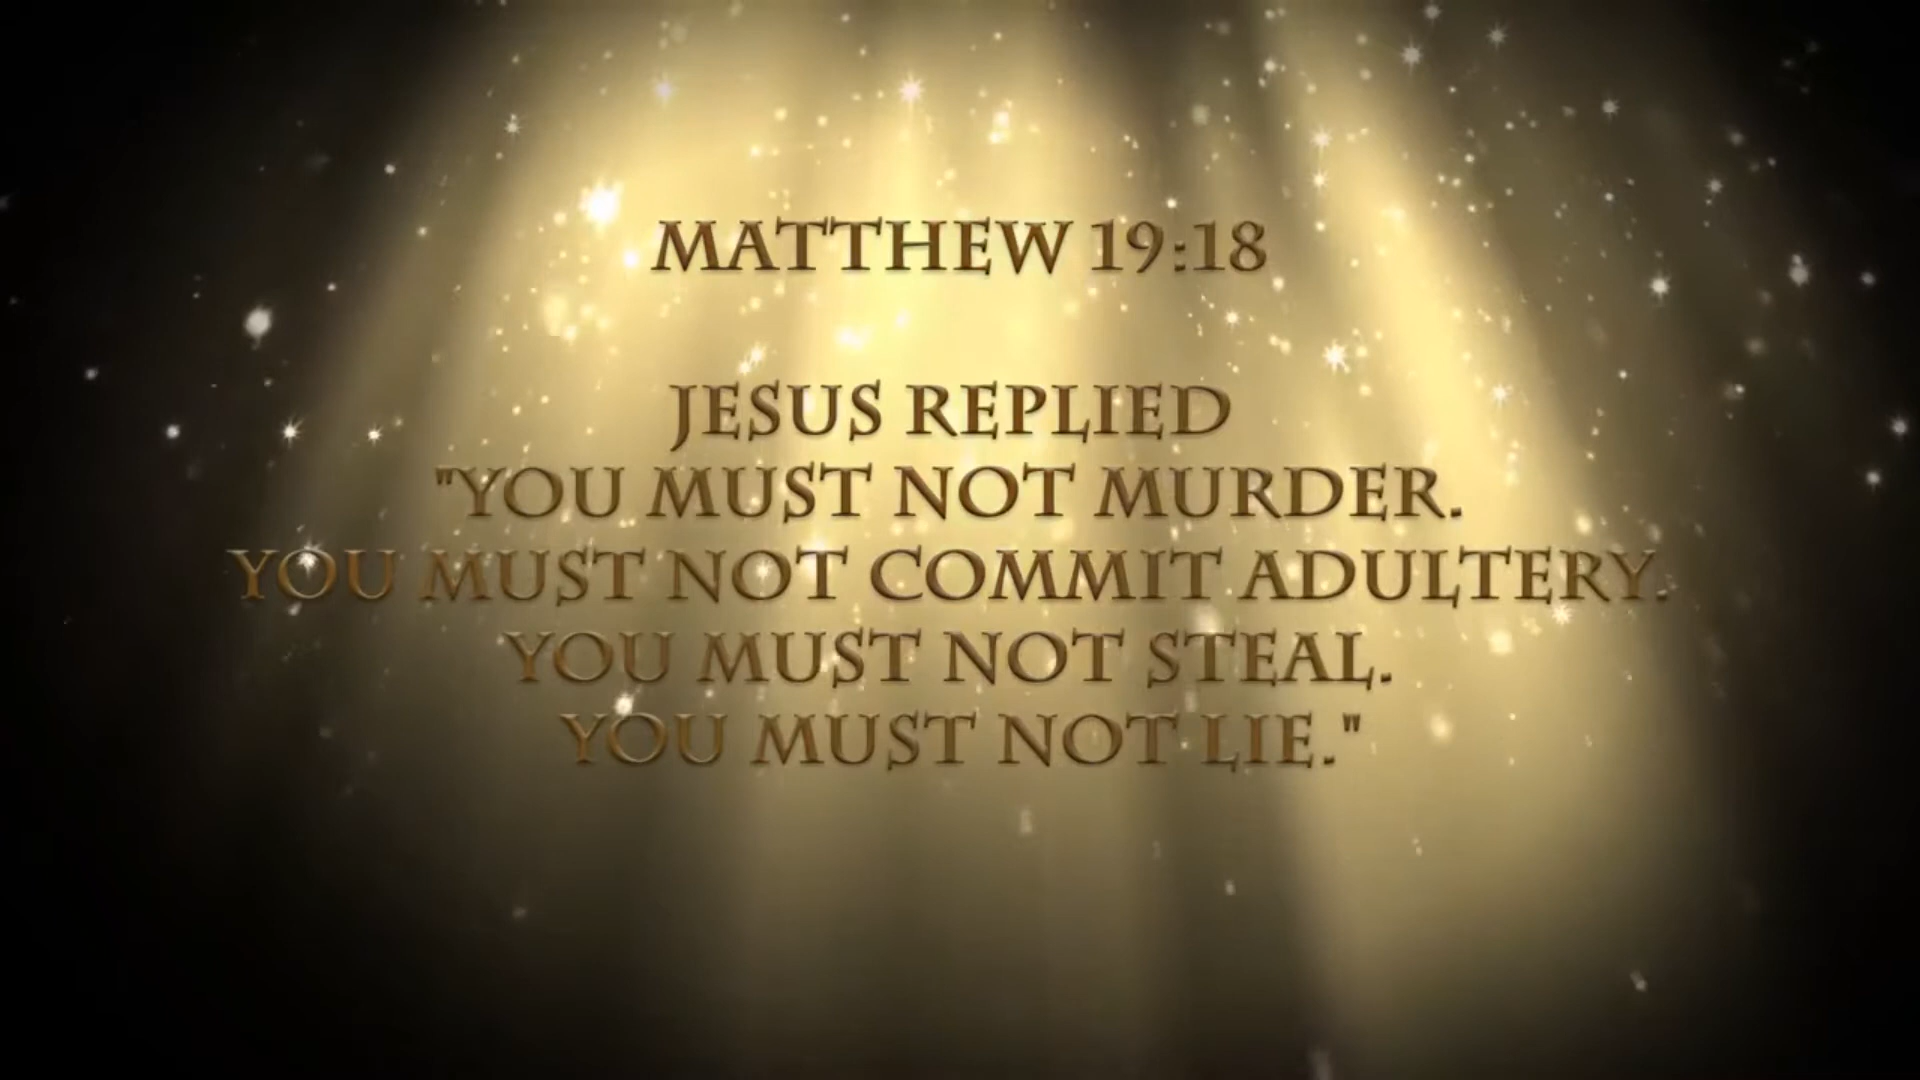 MATTHEW 19:18
JESUS REPLIED
"YOU MUST NOT MURDER.
YOU MUST NOT COMMIT ADULTERY.
YOU MUST NOT STEAL.
YOU MUST NOT LIE."